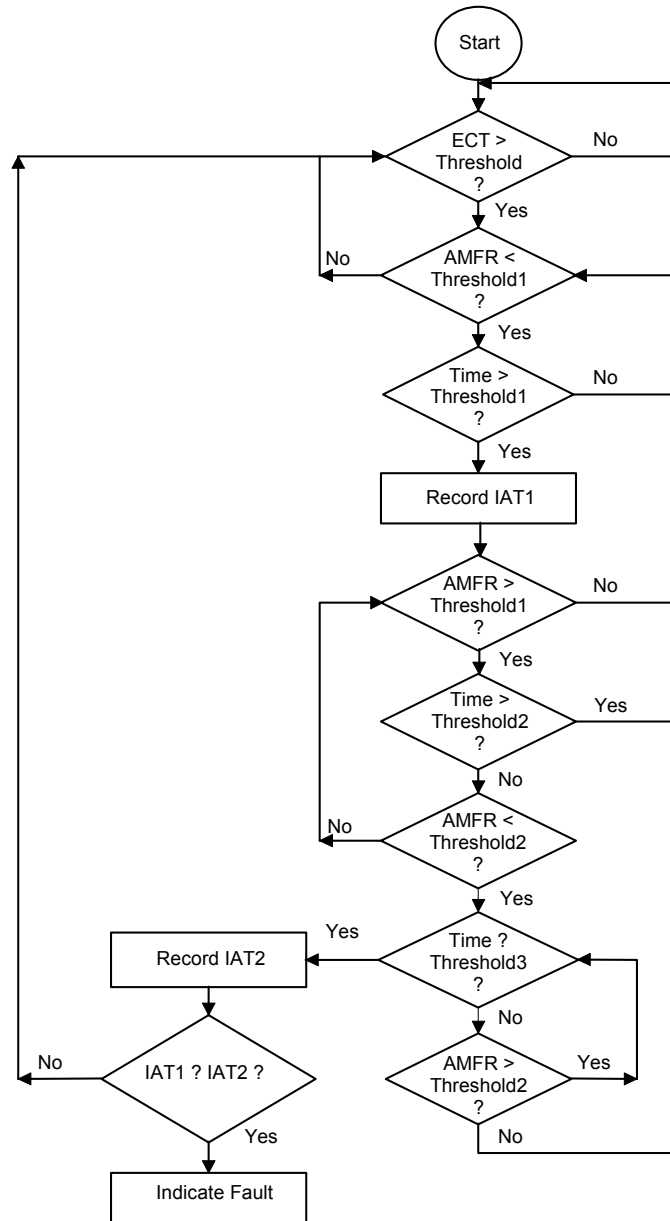 Start
ECT >
Threshold
?
No
Yes
AMFR <
Threshold1
?
No
Yes
Time >
Threshold1
?
No
Yes
Record IAT1
AMFR >
Threshold1
?
No
Yes
Time >
Threshold2
?
Yes
No
AMFR <
Threshold2
?
No
Yes
Time ?
Threshold3
?
Yes
No
Record IAT2
AMFR >
Threshold2
?
Yes
No
IAT1 ? IAT2 ?
No
Yes
Indicate Fault